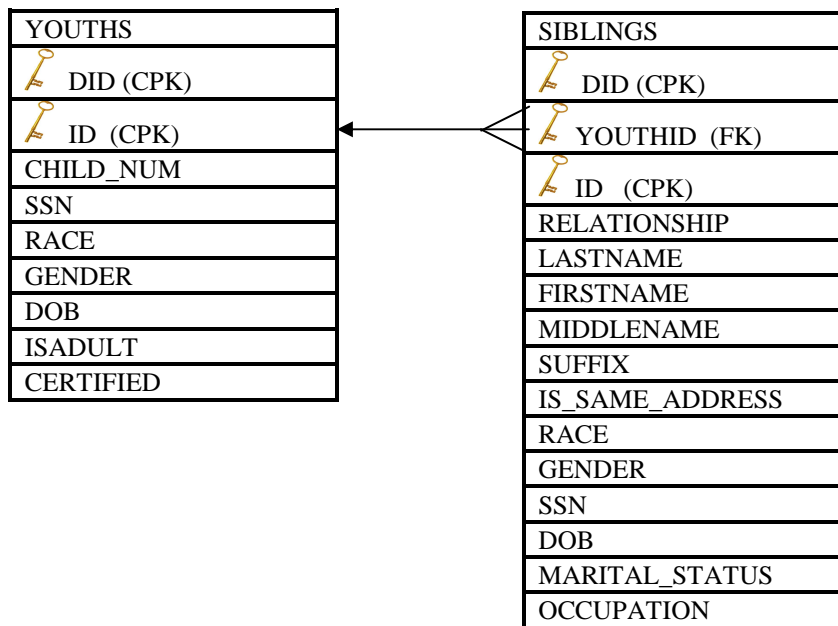 YOUTHS
DID (CPK)
ID (CPK)
CHILD_NUM
SSN
RACE
GENDER
DOB
ISADULT
CERTIFIED
SIBLINGS
DID (CPK)
YOUTHID (FK)
ID (CPK)
RELATIONSHIP
LASTNAME
FIRSTNAME
MIDDLENAME
SUFFIX
IS_SAME_ADDRESS
RACE
GENDER
SSN
DOB
MARITAL_STATUS
OCCUPATION